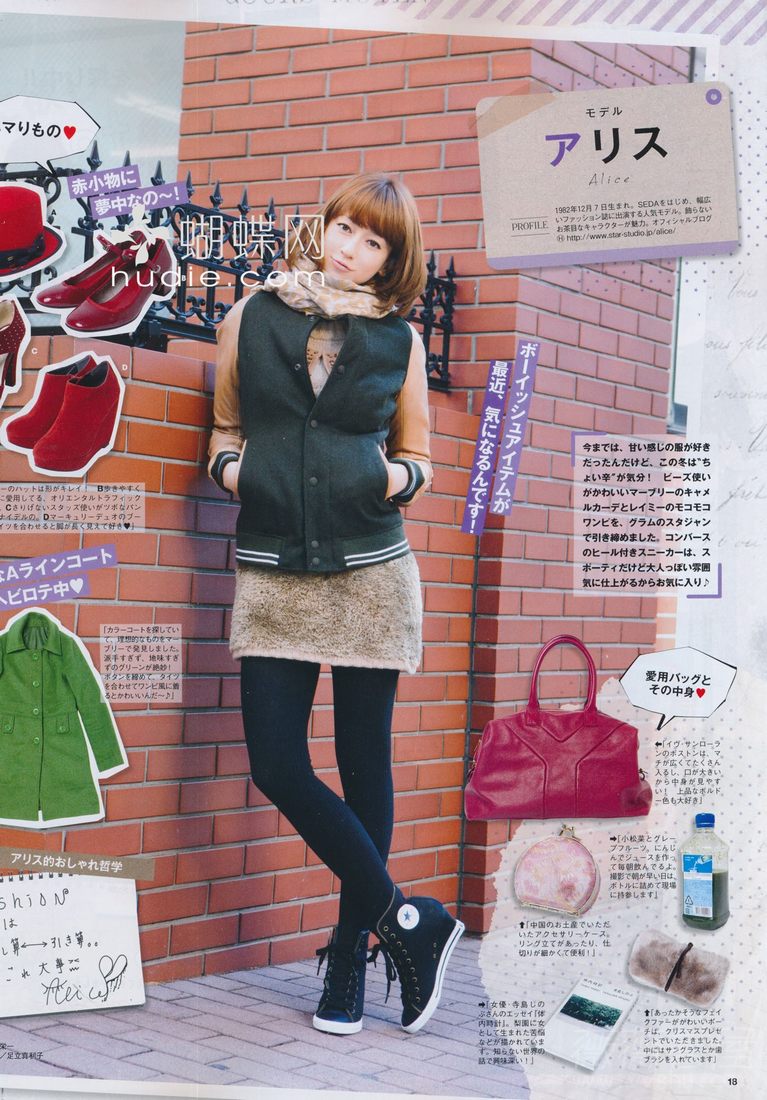 マリもの♥
赤小物に
夢中なの〜!
蝴蝶网
hudie.com
B
C
D
ーのハットは形がキレイ! B歩きやすく
に愛用してる、オリエンタルトラフィック
。Cさりげないスタッズ使いがツボなパン
ナイデルの。Dマーキュリーデュオのブー
イツを合わせると脚が長く見えて好き♥」
なAラインコート
ヘビロテ中♥
「カラーコートを探してい
て、理想的なものをマー
ブリーで発見しました。
派手すぎず、地味すぎ
ずのグリーンが絶妙!
ボタンを締めて、タイツ
を合わせてワンピ風に着
るとかわいいんだ〜♪」
アリス的おしゃれ哲学
shion
は
し算⟷引き算。。
これ大事
Alice
栄一
/足立真利子
モデル
アリス
Alice
PROFILE
1982年12月7日生まれ。SEDAをはじめ、幅広
いファッション誌に出演する人気モデル。飾らない
お茶目なキャラクターが魅力。オフィシャルブログ
Ⓗhttp://www.star-studio.jp/alice/
ボーイッシュアイテムが
最近、気になるんです!
今までは、甘い感じの服が好き
だったんだけど、この冬は“ち
ょい辛”が気分! ビーズ使い
がかわいいマーブリーのキャメ
ルカーデとレイミーのモコモコ
ワンピを、グラムのスタジャン
で引き締めました。コンバース
のヒール付きスニーカーは、ス
ポーティだけど大人っぽい雰囲
気に仕上がるからお気に入り♪
愛用バッグと
その中身♥
⬅「イヴ・サンローラ
ンのボストンは、マ
チが広くてたくさん
入るし、口が大きい
から中身が見やす
い! 上品なボルド
ー色も大好き」
➡「小松菜とグレー
プフルーツ、にんじ
んでジュースを作っ
て毎朝飲んでるよ。
撮影で朝が早い日は、
ボトルに詰めて現場
に持参します」
⬆「中国のお土産でいただ
いたアクセサリーケース。
リング立てがあったり、仕
切りが細かくて便利!」
➡「女優・寺島しの
ぶさんのエッセイ『体
内時計』。梨園に女
として生まれた苦悩
などが描かれていま
す。知らない世界の
話で興味深い!」
⬆「あったかそうなフェイ
クファーがかわいいポー
チは、クリスマスプレ
ゼントでいただきました。
中にはサングラスとか歯
ブラシを入れています」
18